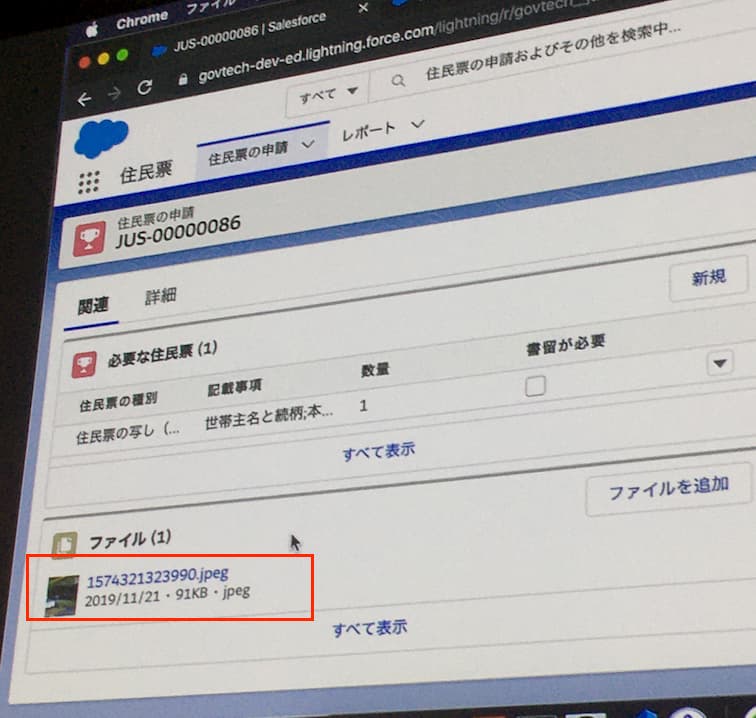 Chrome ファイル
JUS-00000086 | Salesforce
govtech-dev-ed.lightning.force.com/lightning/r/govtech
すべて 住民票の申請およびその他を検索中...
住民票 住民票の申請 レポート
住民票の申請
JUS-00000086
関連 詳細
必要な住民票 (1) 新規
住民票の種別 記載事項 数量 書留が必要
住民票の写し (... 世帯主名と続柄;本... 1
すべて表示
ファイル (1) ファイルを追加
1574321323990.jpeg
2019/11/21・91KB・jpeg
すべて表示